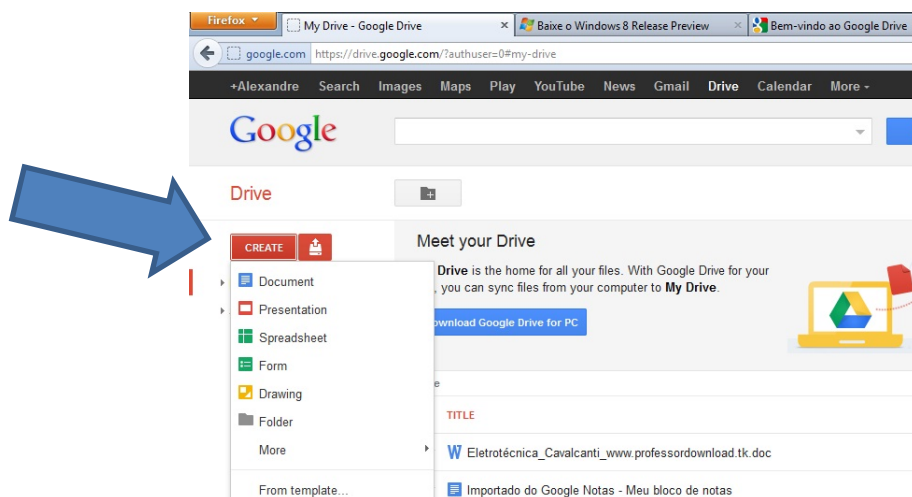 Firefox
My Drive - Google Drive
Baixe o Windows 8 Release Preview
Bem-vindo ao Google Drive
google.com
https://drive.google.com/?authuser=0#my-drive
+Alexandre Search Images Maps Play YouTube News Gmail Drive Calendar More
Google
Drive
CREATE
Meet your Drive
Drive is the home for all your files. With Google Drive for your
, you can sync files from your computer to My Drive.
Download Google Drive for PC
Document
Presentation
Spreadsheet
Form
Drawing
Folder
More
From template...
TITLE
Eletrotécnica_Cavalcanti_www.professordownload.tk.doc
Importado do Google Notas - Meu bloco de notas